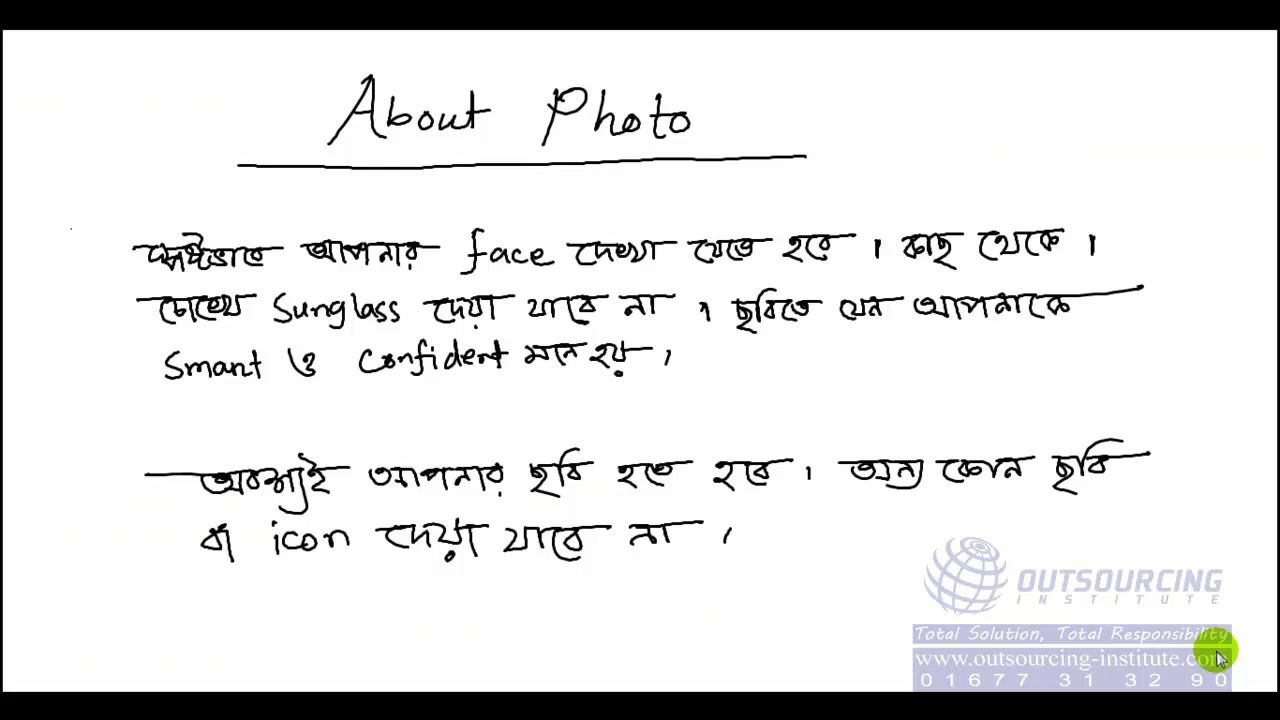 About Photo
স্পষ্টভাবে আপনার face দেখা যেতে হবে । কাছ থেকে ।
চোখে Sunglass দেয়া যাবে না । ছবিতে যেন আপনাকে
Smart ও Confident মনে হয় ।
অবশ্যই আপনার ছবি হতে হবে । অন্য কোন ছবি
বা icon দেয়া যাবে না ।
OUTSOURCING
INSTITUTE
Total Solution, Total Responsibility
www.outsourcing-institute.com
01677 31 32 90